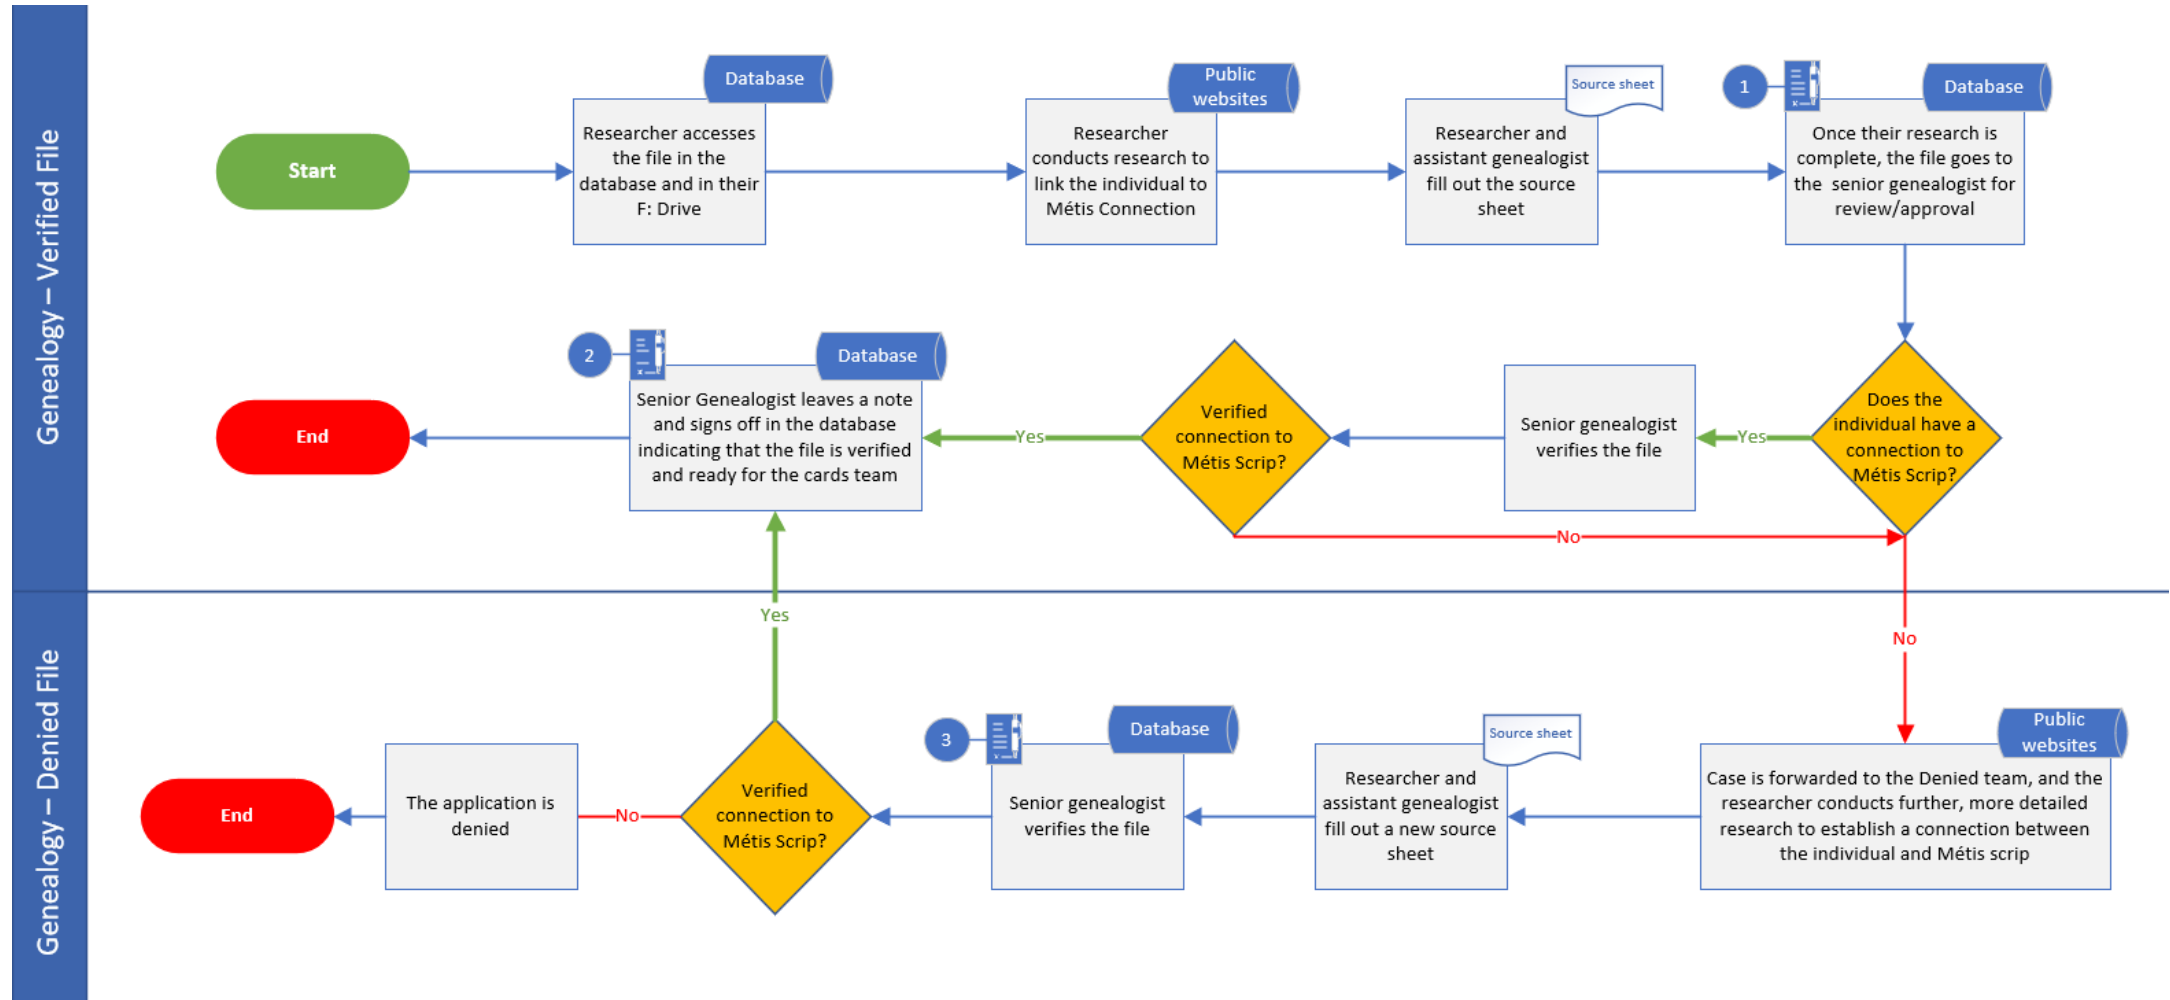 Genealogy – Verified File
Start
Database
Researcher accesses
the file in the
database and in their
F: Drive
Public
websites
Researcher
conducts research to
link the individual to
Métis Connection
Source sheet
Researcher and
assistant genealogist
fill out the source
sheet
1
Database
Once their research is
complete, the file goes to
the  senior genealogist for
review/approval
Does the
individual have a
connection to
Métis Scrip?
Yes
Senior genealogist
verifies the file
Verified
connection to
Métis Scrip?
Yes
No
2
Database
Senior Genealogist leaves a note
and signs off in the database
indicating that the file is verified
and ready for the cards team
End
Genealogy – Denied File
No
Public
websites
Case is forwarded to the Denied team, and the
researcher conducts further, more detailed
research to establish a connection between
the individual and Métis scrip
Source sheet
Researcher and
assistant genealogist
fill out a new source
sheet
3
Database
Senior genealogist
verifies the file
Verified
connection to
Métis Scrip?
Yes
No
The application is
denied
End